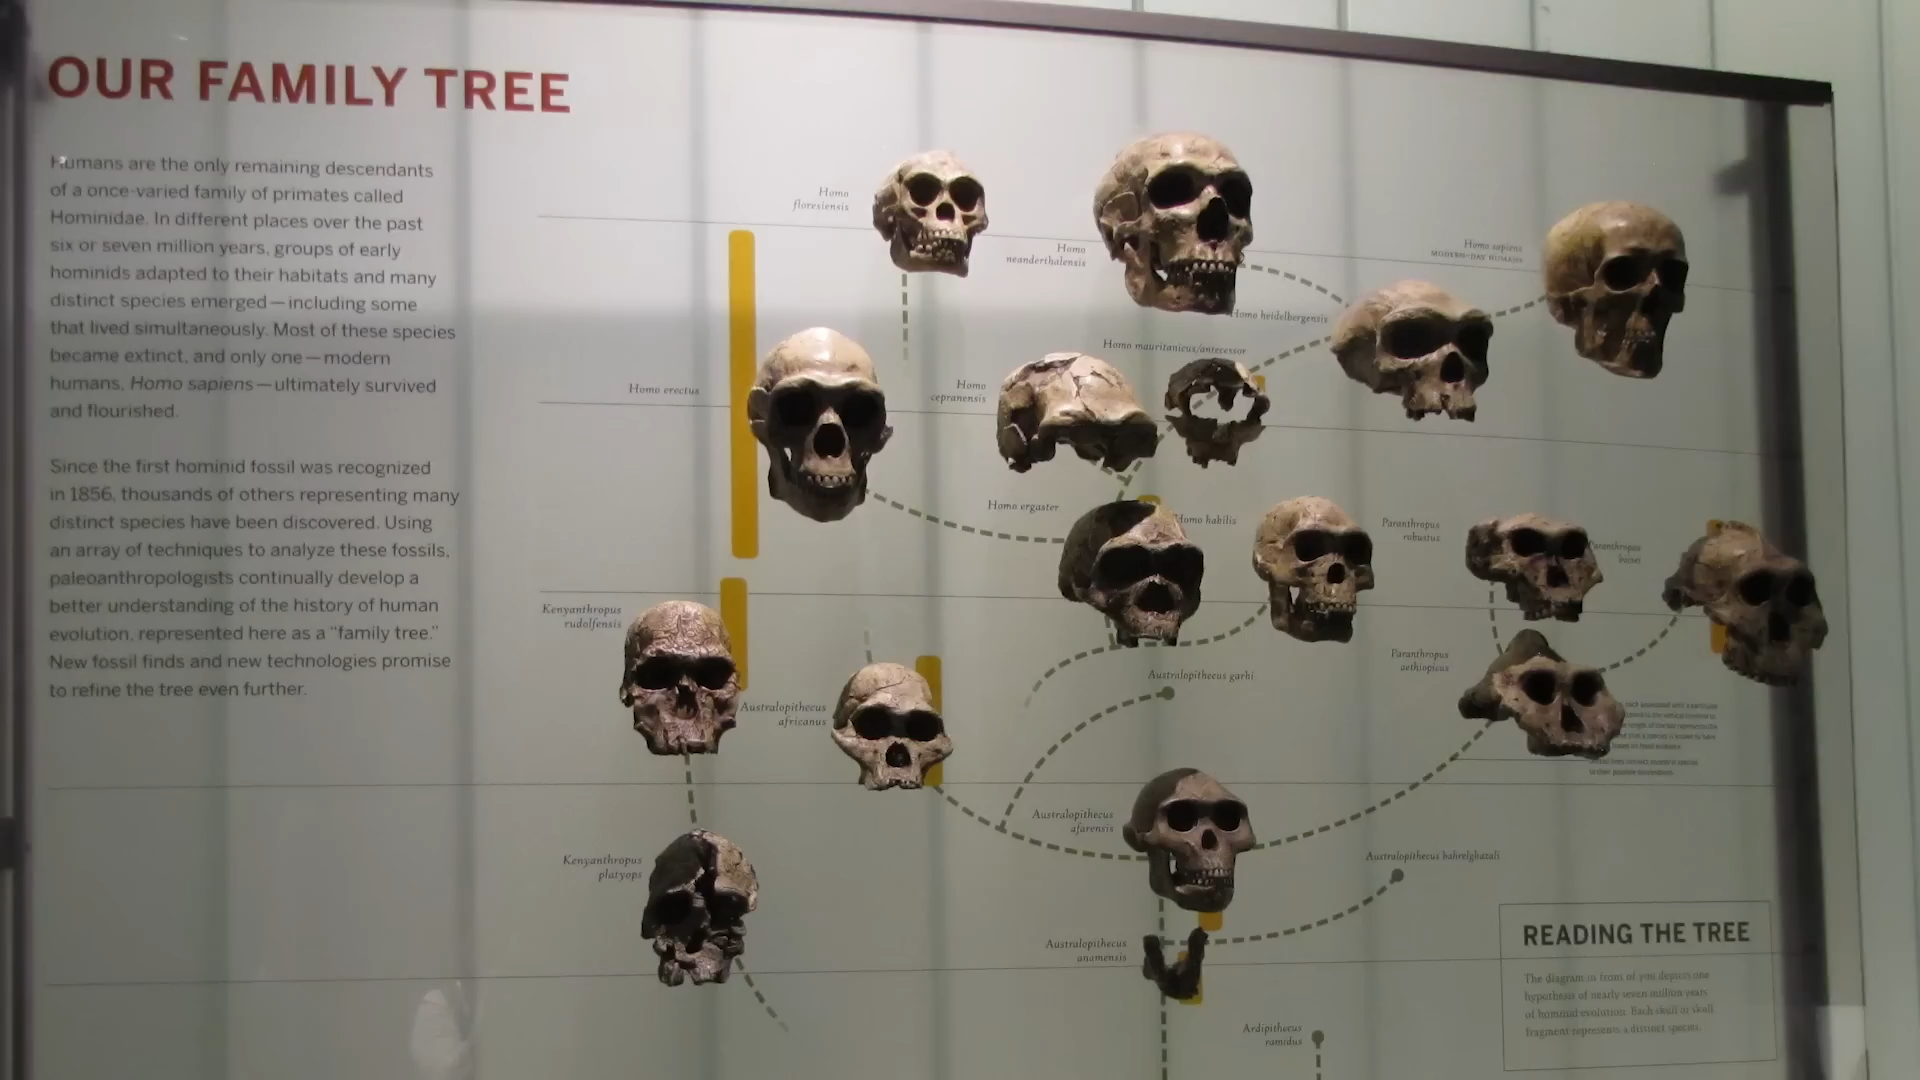 OUR FAMILY TREE
Humans are the only remaining descendants
of a once-varied family of primates called
Hominidae. In different places over the past
six or seven million years, groups of early
hominids adapted to their habitats and many
distinct species emerged — including some
that lived simultaneously. Most of these species
became extinct, and only one — modern
humans, Homo sapiens — ultimately survived
and flourished.
Since the first hominid fossil was recognized
in 1856, thousands of others representing many
distinct species have been discovered. Using
an array of techniques to analyze these fossils,
paleoanthropologists continually develop a
better understanding of the history of human
evolution, represented here as a “family tree.”
New fossil finds and new technologies promise
to refine the tree even further.
Homo
floresiensis
Homo
neanderthalensis
Homo sapiens
MODERN-DAY HUMANS
Homo heidelbergensis
Homo mauritanicus/antecessor
Homo erectus
Homo
cepranensis
Homo ergaster
Homo habilis
Paranthropus
robustus
Paranthropus
boisei
Kenyanthropus
rudolfensis
Australopithecus
africanus
Australopithecus garhi
Paranthropus
aethiopicus
Australopithecus
afarensis
Kenyanthropus
platyops
Australopithecus bahrelghazali
Australopithecus
anamensis
Ardipithecus
ramidus
READING THE TREE
The diagram in front of you depicts one
hypothesis of nearly seven million years
of hominid evolution. Each skull or skull
fragment represents a distinct species.